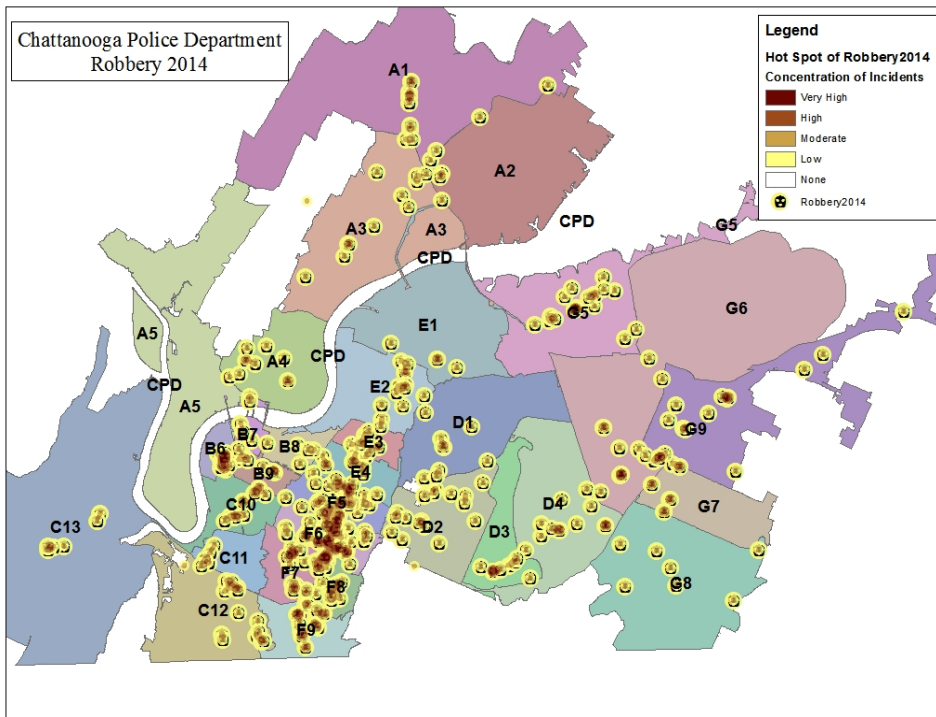 Chattanooga Police Department
Robbery 2014
Legend
Hot Spot of Robbery2014
Concentration of Incidents
Very High
High
Moderate
Low
None
Robbery2014
A1
A2
CPD
G5
A3
A3
CPD
G6
G5
E1
A5
A4
CPD
CPD
E2
A5
D1
B7
G9
B6
B8
E3
B9
E4
F5
D4
C10
G7
C13
F6
D2
D3
C11
F7
F8
G8
C12
F9